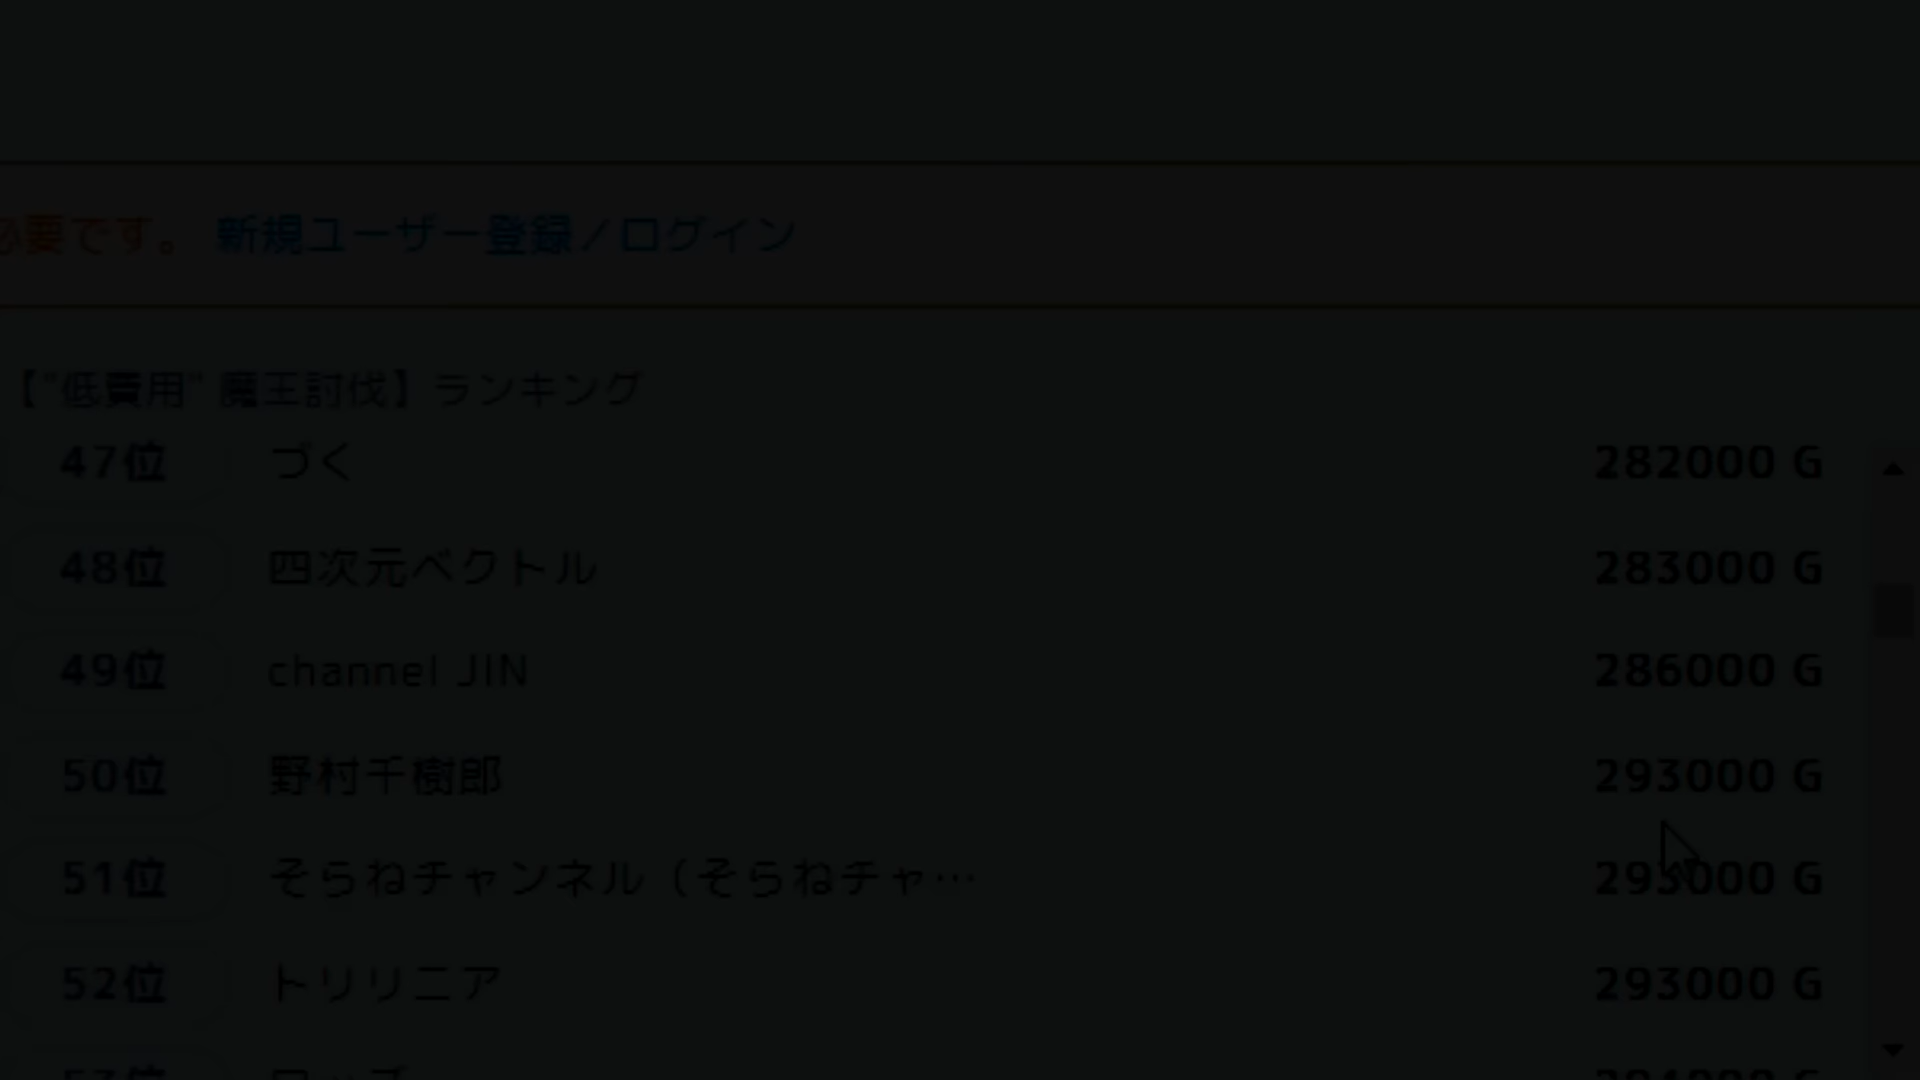 必要です。 新規ユーザー登録／ログイン
【"低費用" 魔王討伐】ランキング
47位 づく 282000 G
48位 四次元ベクトル 283000 G
49位 channel JIN 286000 G
50位 野村千樹郎 293000 G
51位 そらねチャンネル（そらねチャ… 293000 G
52位 トリリニア 293000 G